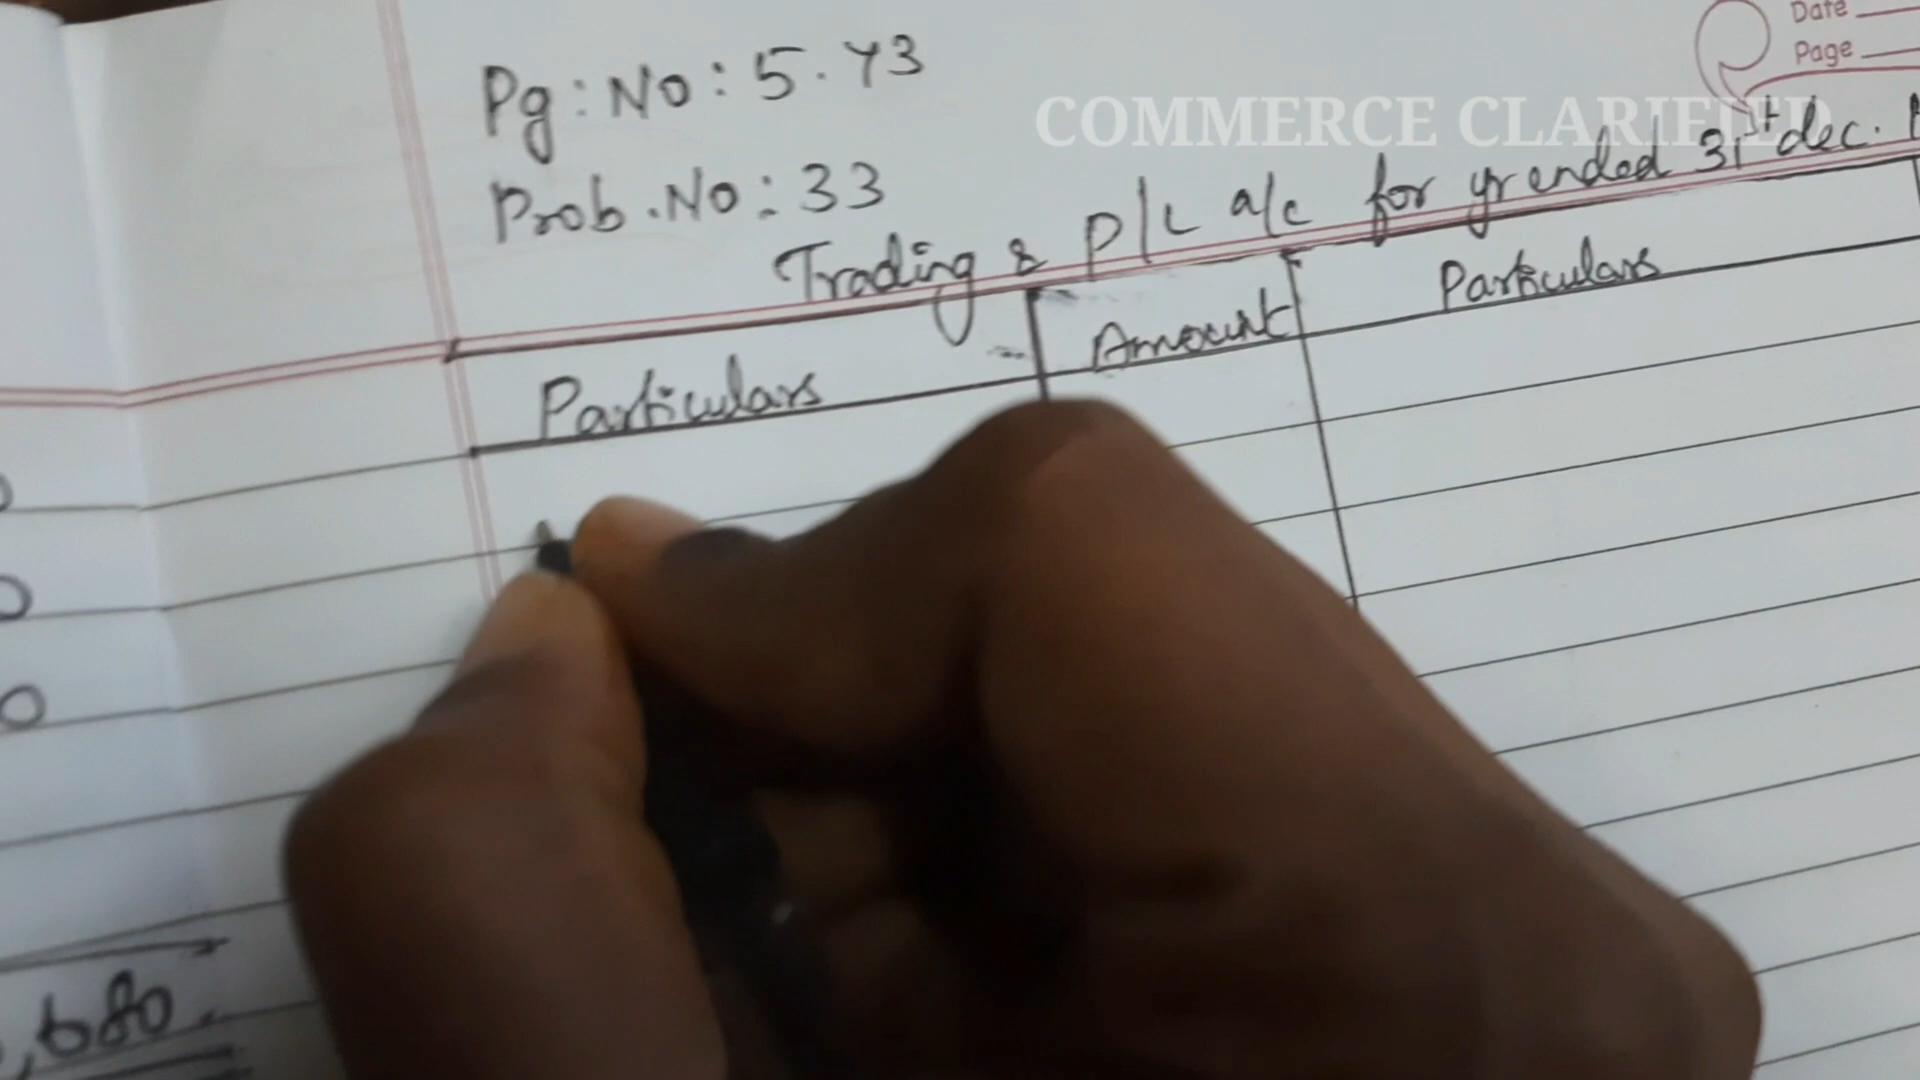 Date
Page
Pg: No: 5.43
COMMERCE CLARIFIED
Prob. No: 33
Trading & P/L a/c for yr ended 31st dec.
Particulars Amount Particulars
,680